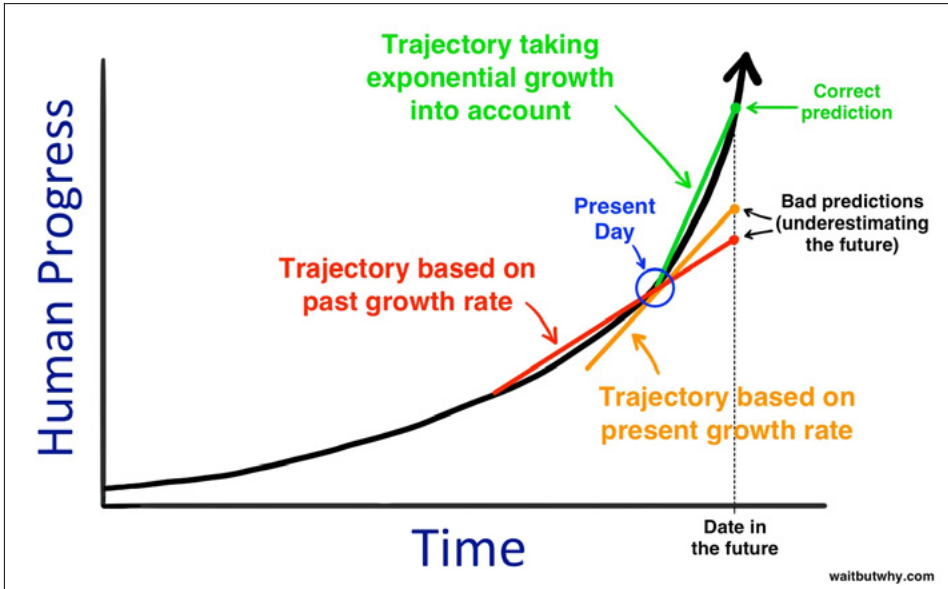 Trajectory taking
exponential growth
into account
Correct
prediction
Present
Day
Bad predictions
(underestimating
the future)
Trajectory based on
past growth rate
Human Progress
Trajectory based on
present growth rate
Time
Date in
the future
waitbutwhy.com